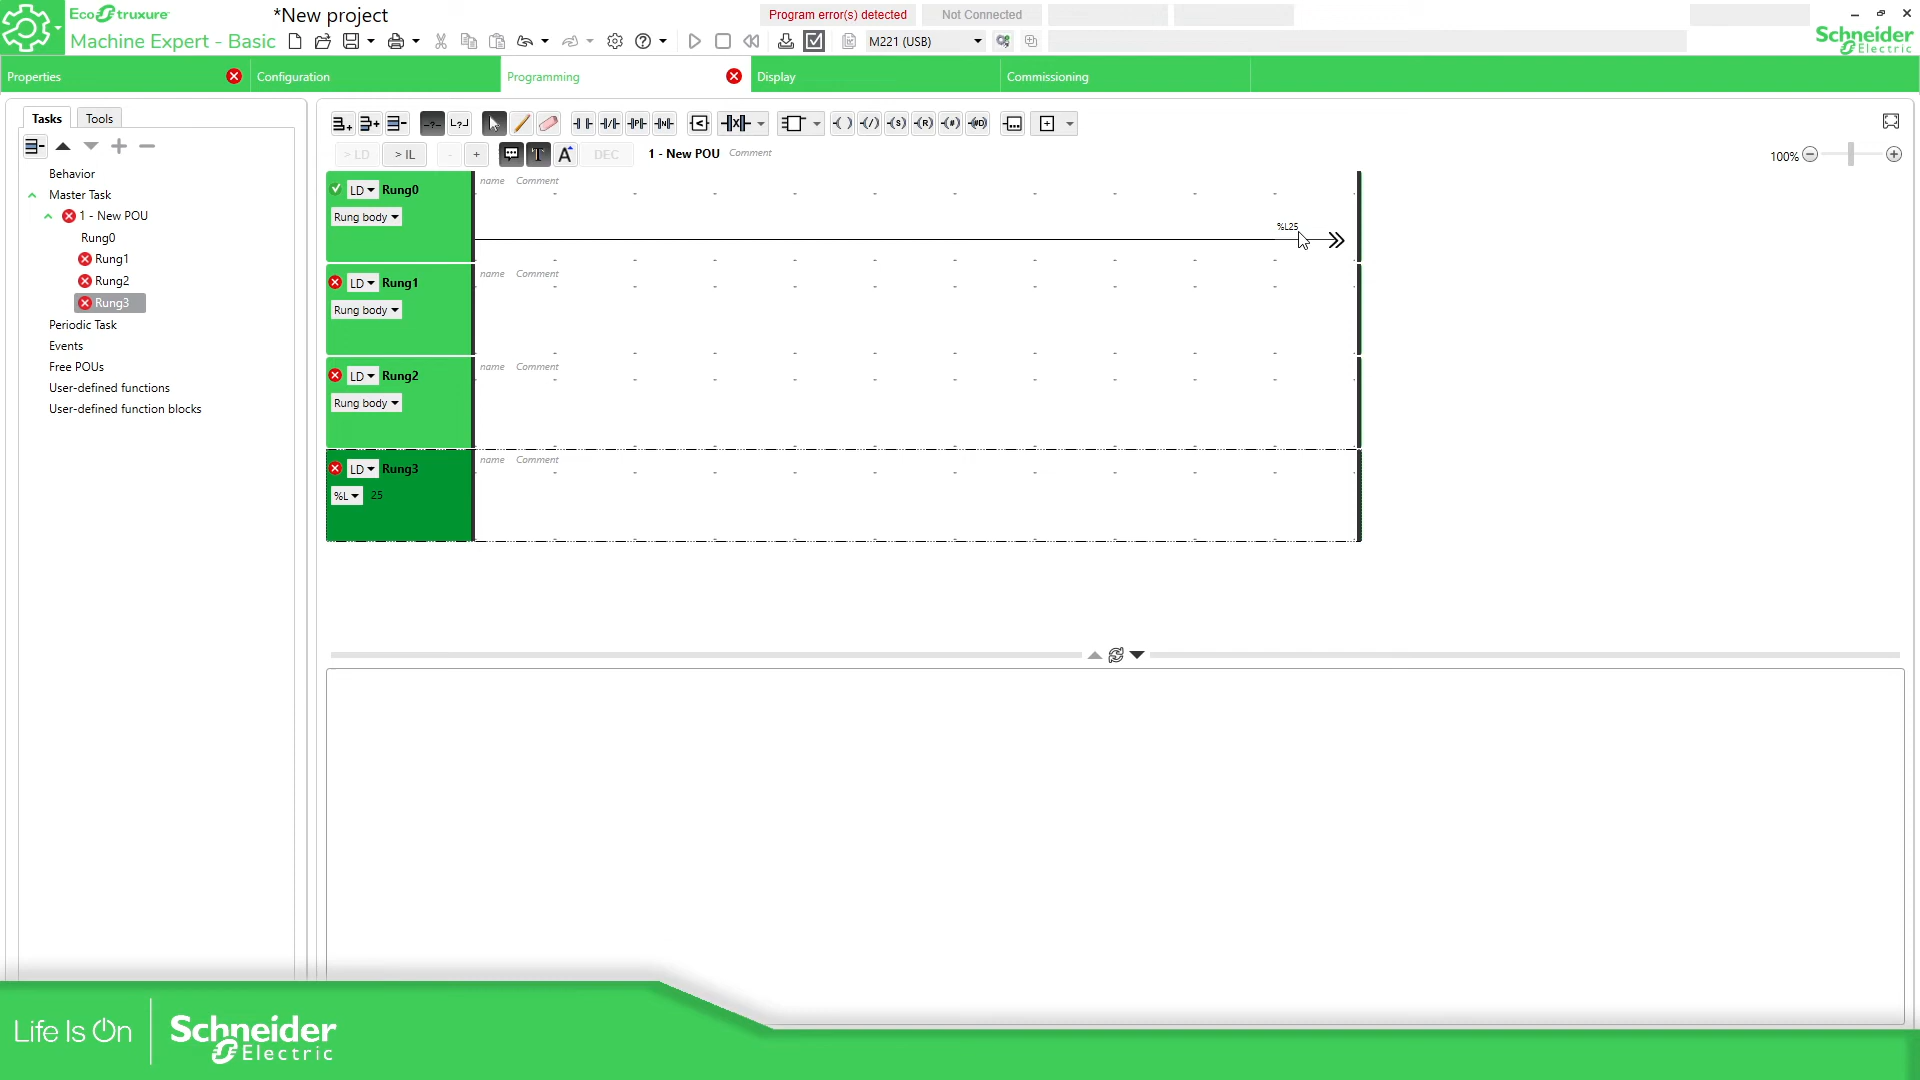 EcoStruxure
Machine Expert - Basic
*New project
Program error(s) detected
Not Connected
M221 (USB)
Schneider
Electric
Properties
Configuration
Programming
Display
Commissioning
Tasks
Tools
Behavior
Master Task
1 - New POU
Rung0
Rung1
Rung2
Rung3
Periodic Task
Events
Free POUs
User-defined functions
User-defined function blocks
> LD
> IL
-
+
T
A
DEC
1 - New POU
Comment
100%
LD Rung0
Rung body
name Comment
%L25
LD Rung1
Rung body
name Comment
LD Rung2
Rung body
name Comment
LD Rung3
%L 25
name Comment
Life Is On
Schneider
Electric